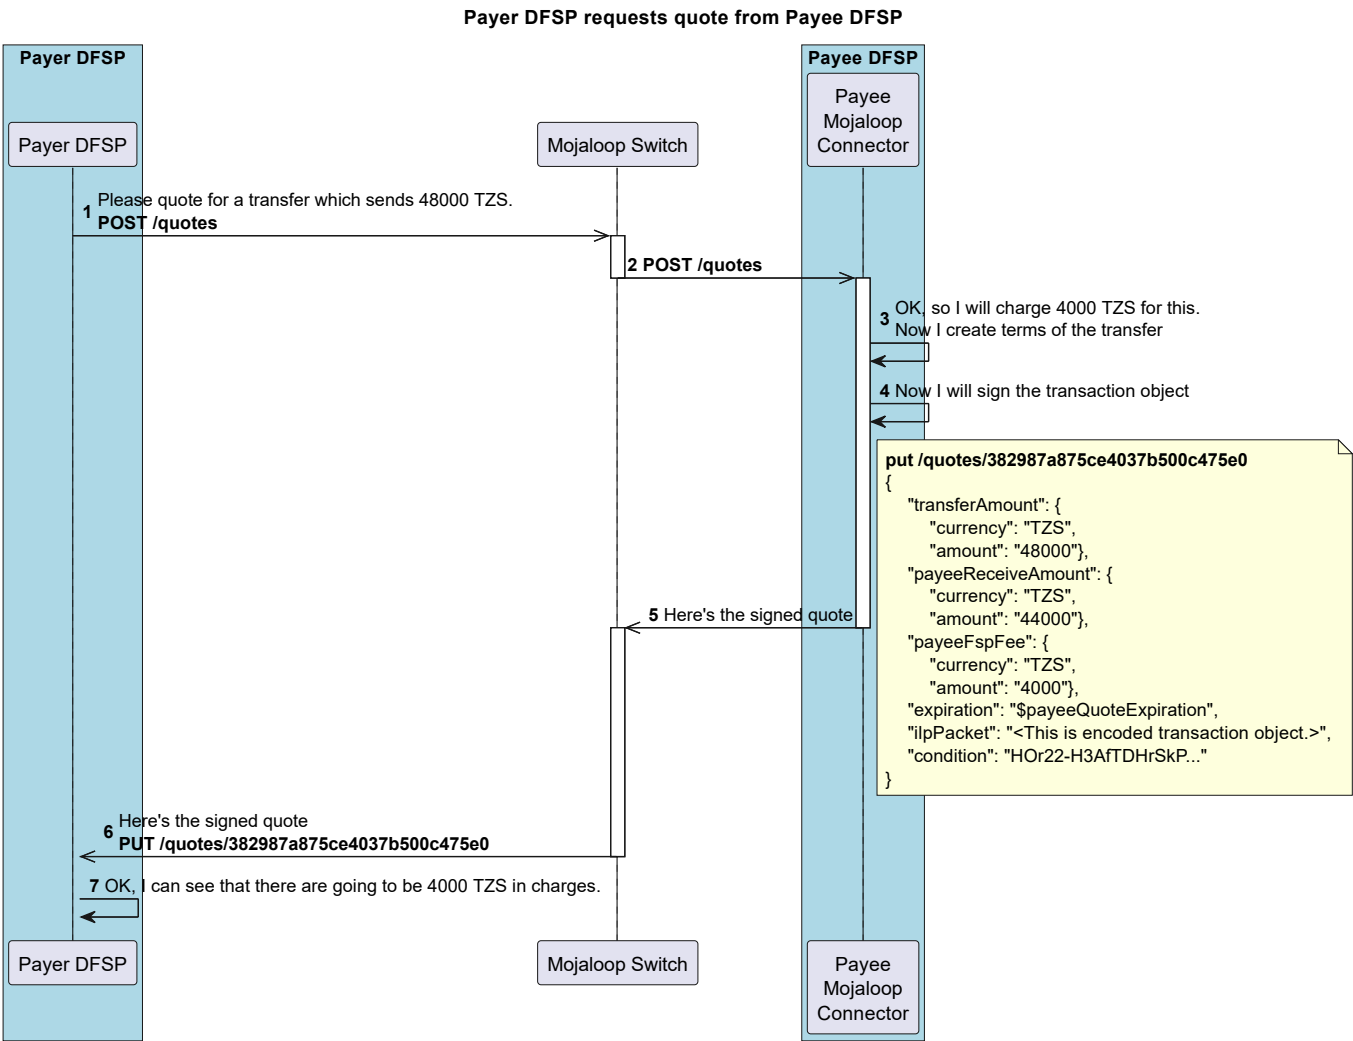 Payer DFSP requests quote from Payee DFSP
Payer DFSP
Payee DFSP
Payer DFSP
Mojaloop Switch
Payee
Mojaloop
Connector
1 Please quote for a transfer which sends 48000 TZS.
POST /quotes
2 POST /quotes
3 OK, so I will charge 4000 TZS for this.
Now I create terms of the transfer
4 Now I will sign the transaction object
put /quotes/382987a875ce4037b500c475e0
{
"transferAmount": {
"currency": "TZS",
"amount": "48000"},
"payeeReceiveAmount": {
"currency": "TZS",
"amount": "44000"},
"payeeFspFee": {
"currency": "TZS",
"amount": "4000"},
"expiration": "$payeeQuoteExpiration",
"ilpPacket": "<This is encoded transaction object.>",
"condition": "HOr22-H3AfTDHrSkP..."
}
5 Here's the signed quote
6 Here's the signed quote
PUT /quotes/382987a875ce4037b500c475e0
7 OK, I can see that there are going to be 4000 TZS in charges.
Payer DFSP
Mojaloop Switch
Payee
Mojaloop
Connector